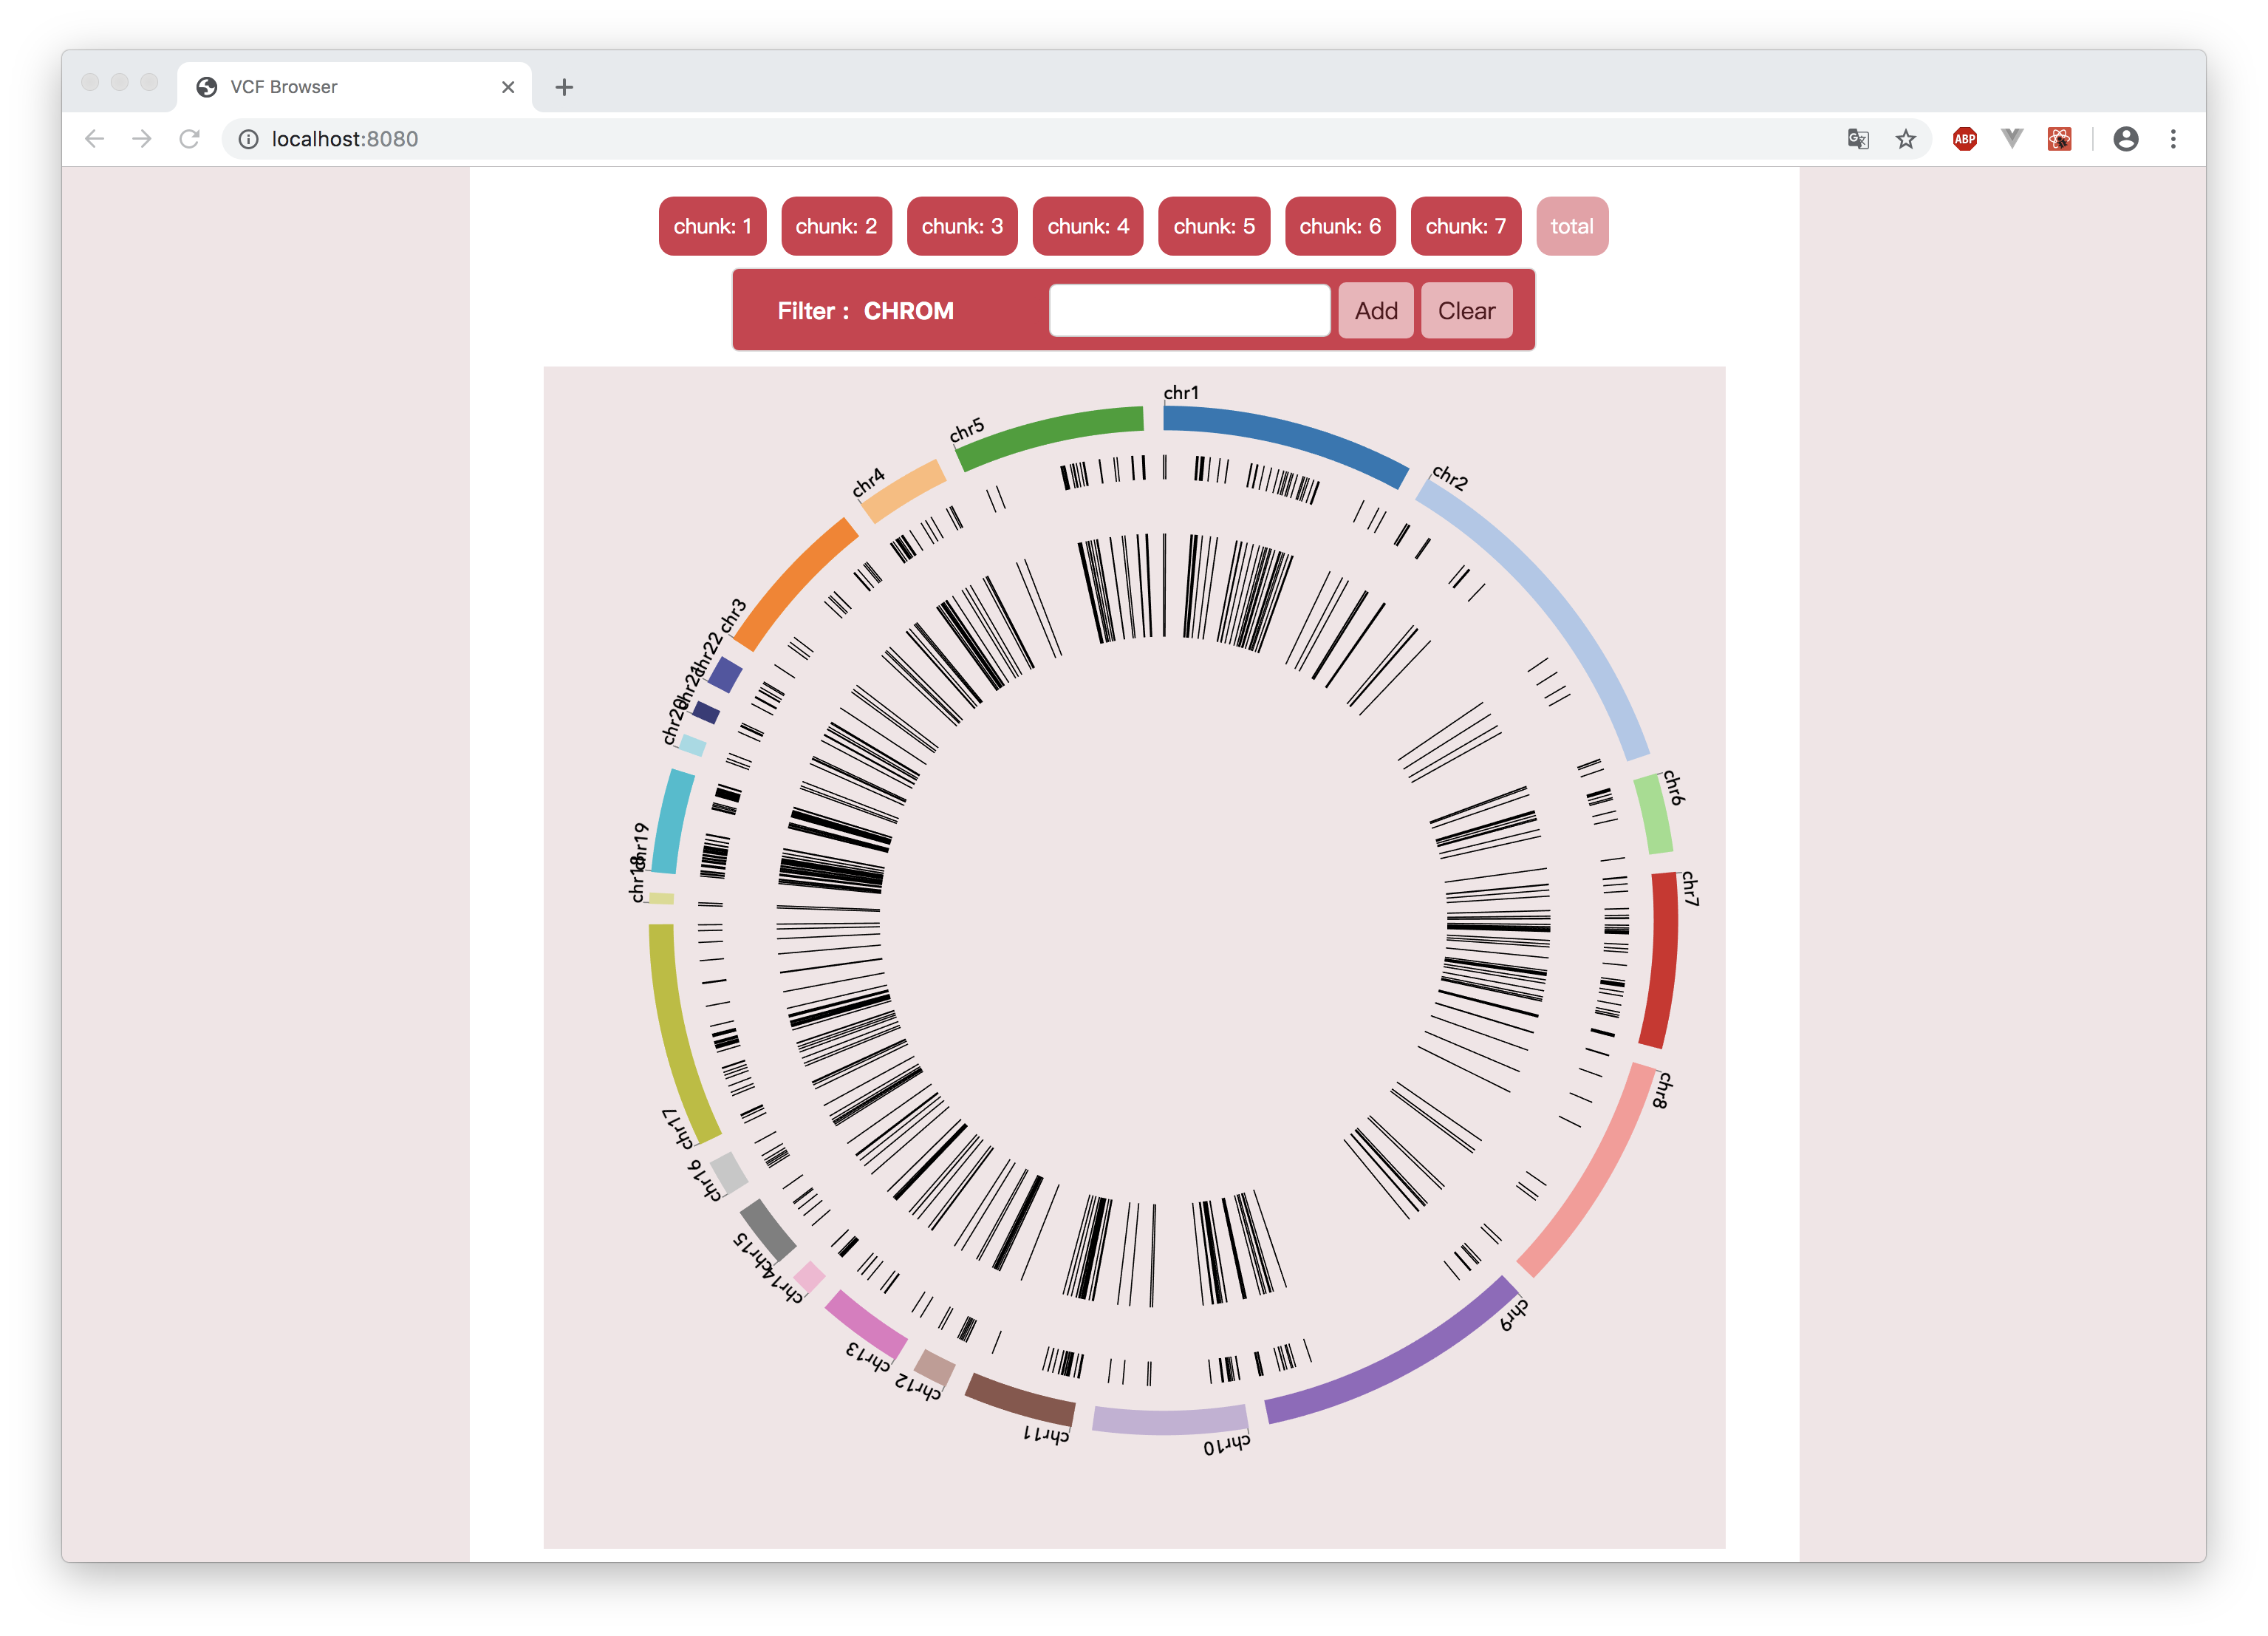 VCF Browser
localhost:8080
ABP
chunk: 1 chunk: 2 chunk: 3 chunk: 4 chunk: 5 chunk: 6 chunk: 7 total
Filter : CHROM Add Clear
chr1
chr2
chr6
chr7
chr8
chr9
chr10
chr11
chr12
chr13
chr14
chr15
chr16
chr17
chr18
chr19
chr20
chr21
chr22
chr3
chr4
chr5